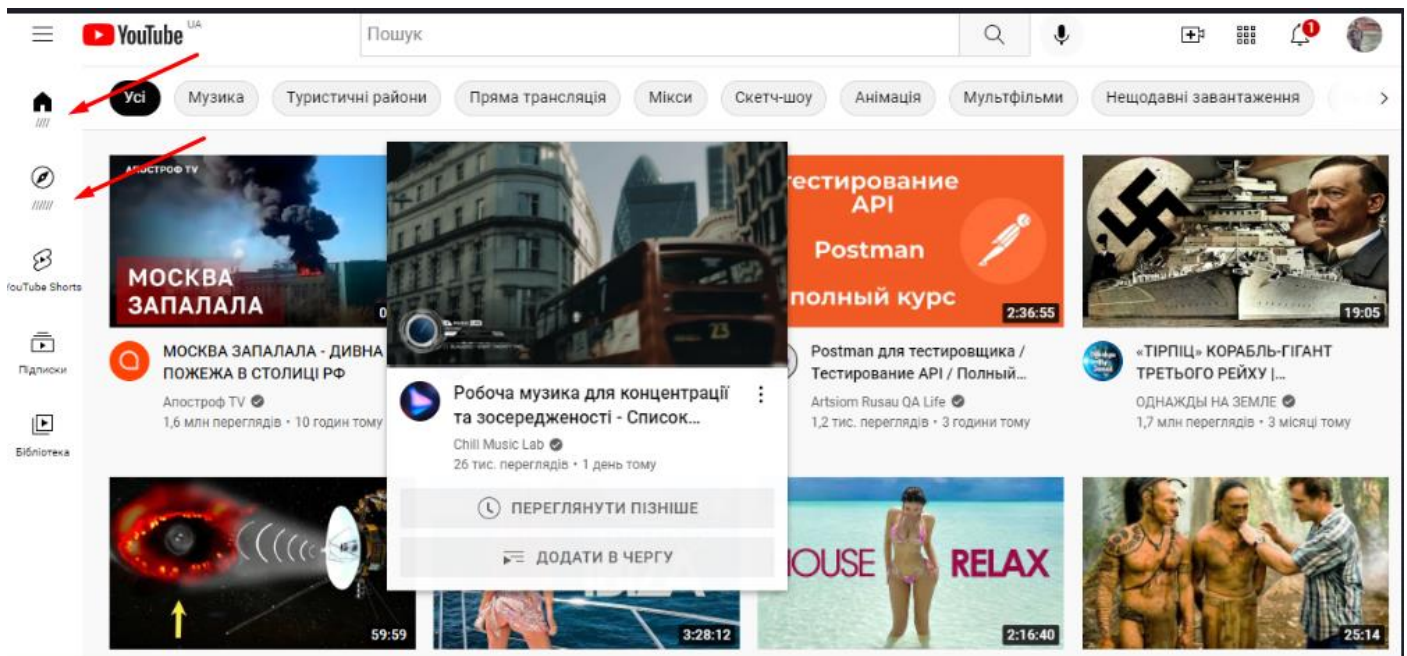 YouTube UA
Пошук
1
Усі
Музика
Туристичні райони
Пряма трансляція
Мікси
Скетч-шоу
Анімація
Мультфільми
Нещодавні завантаження
////
//////
YouTube Shorts
Підписки
Бібліотека
АПОСТРОФ TV
МОСКВА
ЗАПАЛАЛА
МОСКВА ЗАПАЛАЛА - ДИВНА
ПОЖЕЖА В СТОЛИЦІ РФ
Апостроф TV
1,6 млн переглядів • 10 годин тому
23
Робоча музика для концентрації
та зосередженості - Список...
Chill Music Lab
26 тис. переглядів • 1 день тому
ПЕРЕГЛЯНУТИ ПІЗНІШЕ
ДОДАТИ В ЧЕРГУ
тестирование
API
Postman
полный курс
2:36:55
Postman для тестировщика /
Тестирование API / Полный...
Artsiom Rusau QA Life
1,2 тис. переглядів • 3 години тому
19:05
«ТІРПІЦ» КОРАБЛЬ-ГІГАНТ
ТРЕТЬОГО РЕЙХУ |...
ОДНАЖДЫ НА ЗЕМЛЕ
1,7 млн переглядів • 3 місяці тому
59:59
3:28:12
HOUSE RELAX
2:16:40
25:14